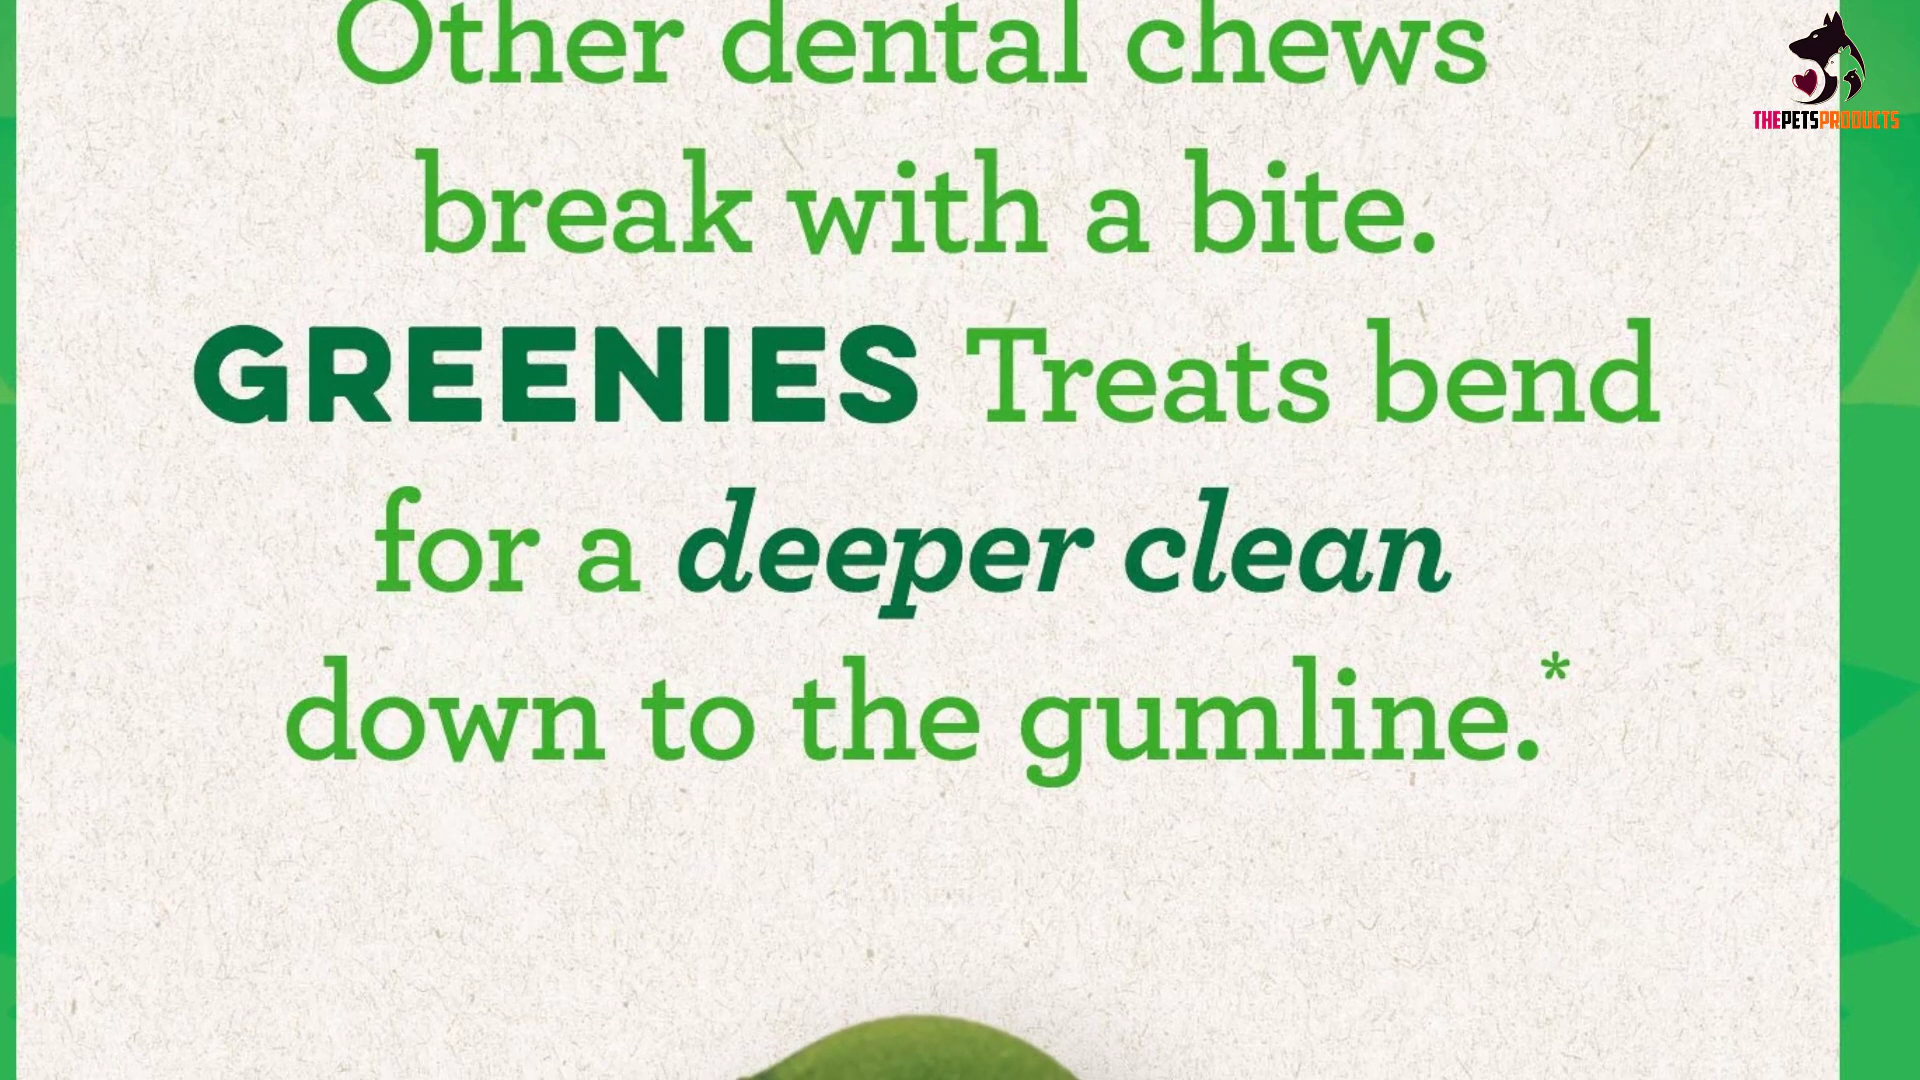 THEPETSPRODUCTS
Other dental chews
break with a bite.
GREENIES Treats bend
for a deeper clean
down to the gumline.*